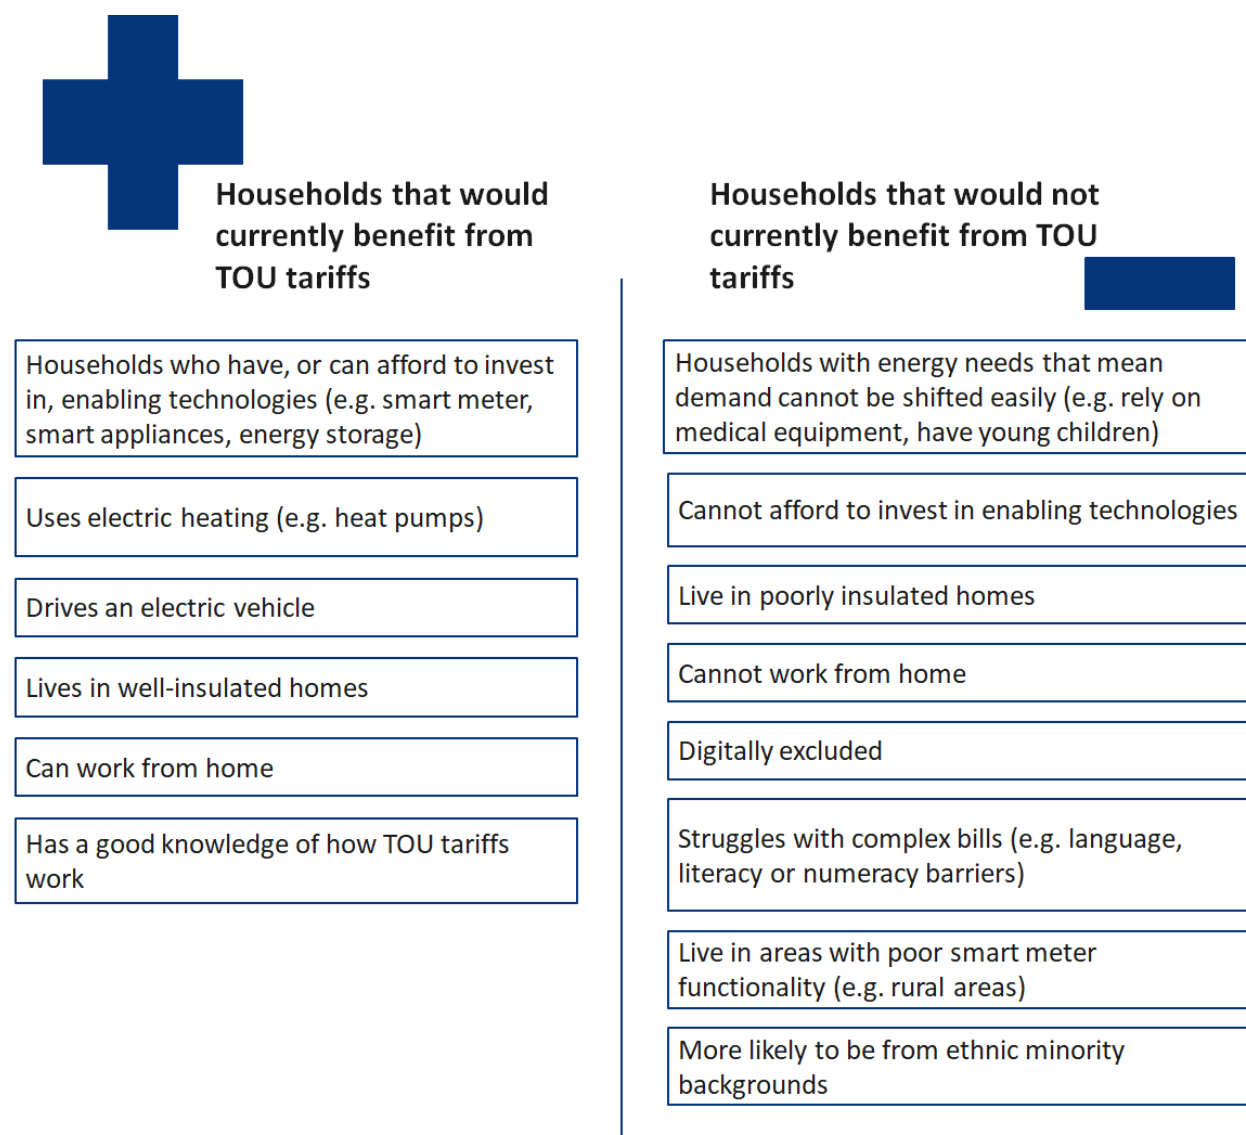 Households that would
currently benefit from
TOU tariffs
Households who have, or can afford to invest
in, enabling technologies (e.g. smart meter,
smart appliances, energy storage)
Uses electric heating (e.g. heat pumps)
Drives an electric vehicle
Lives in well-insulated homes
Can work from home
Has a good knowledge of how TOU tariffs
work
Households that would not
currently benefit from TOU
tariffs
Households with energy needs that mean
demand cannot be shifted easily (e.g. rely on
medical equipment, have young children)
Cannot afford to invest in enabling technologies
Live in poorly insulated homes
Cannot work from home
Digitally excluded
Struggles with complex bills (e.g. language,
literacy or numeracy barriers)
Live in areas with poor smart meter
functionality (e.g. rural areas)
More likely to be from ethnic minority
backgrounds